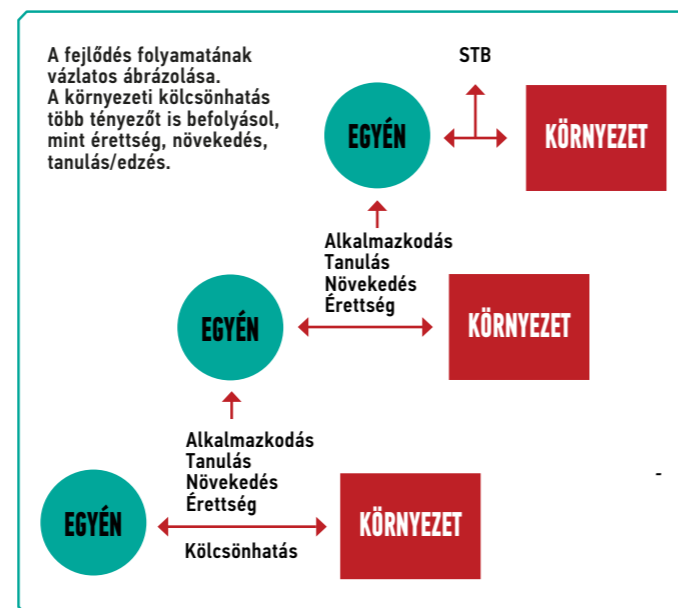 A fejlődés folyamatának
vázlatos ábrázolása.
A környezeti kölcsönhatás
több tényezőt is befolyásol,
mint érettség, növekedés,
tanulás/edzés.
STB
EGYÉN
KÖRNYEZET
Alkalmazkodás
Tanulás
Növekedés
Érettség
EGYÉN
KÖRNYEZET
Alkalmazkodás
Tanulás
Növekedés
Érettség
EGYÉN
KÖRNYEZET
Kölcsönhatás
-